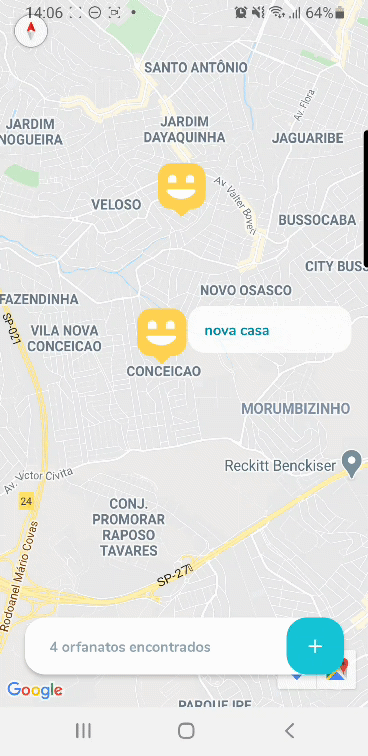 14:06
64%
SANTO ANTÔNIO
Av. Flora
JARDIM
NOGUEIRA
JARDIM
DAYAQUINHA
JAGUARIBE
Av. Valter Boveri
VELOSO
BUSSOCABA
CITY BUSS
NOVO OSASCO
FAZENDINHA
SP-021
VILA NOVA
CONCEICAO
nova casa
CONCEICAO
MORUMBIZINHO
Reckitt Benckiser
Av. Victor Civita
24
CONJ.
PROMORAR
RAPOSO
TAVARES
SP-270
Rodoanel Mário Covas
4 orfanatos encontrados
+
Google
PARQUE IPE